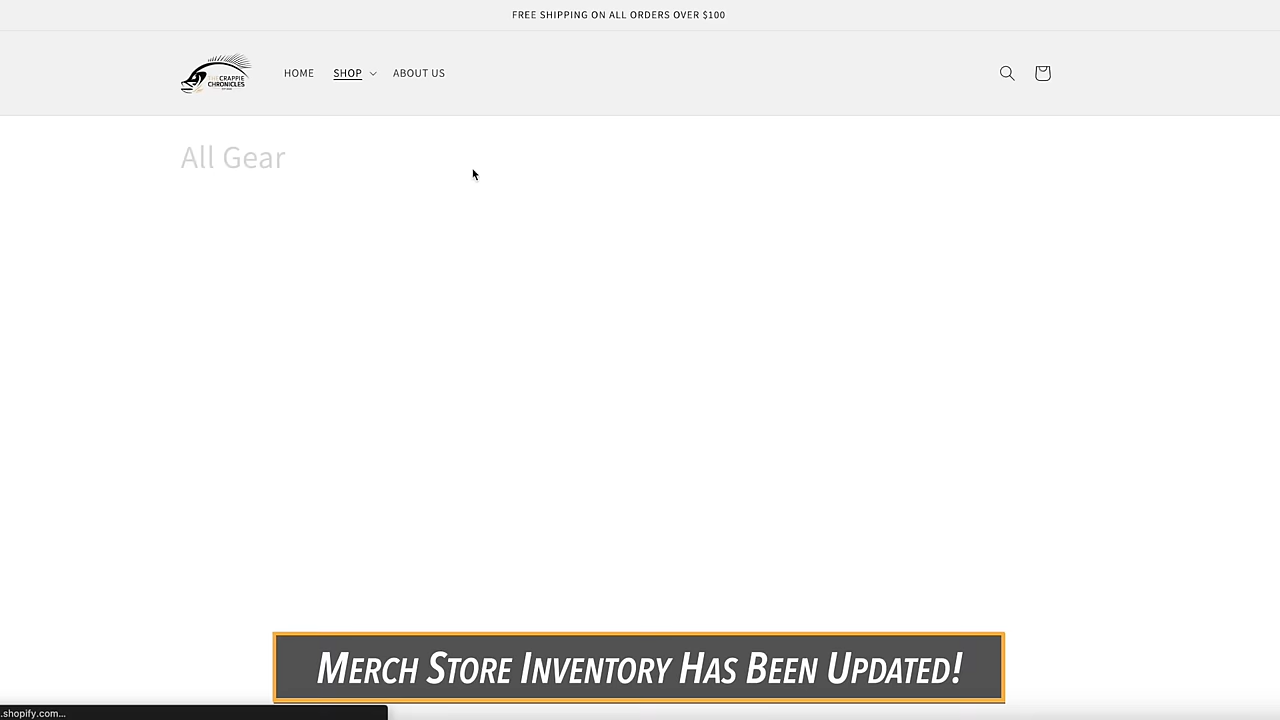 FREE SHIPPING ON ALL ORDERS OVER $100
CRAPPIE
CHRONICLES
HOME SHOP ABOUT US
All Gear
MERCH STORE INVENTORY HAS BEEN UPDATED!
.shopify.com...